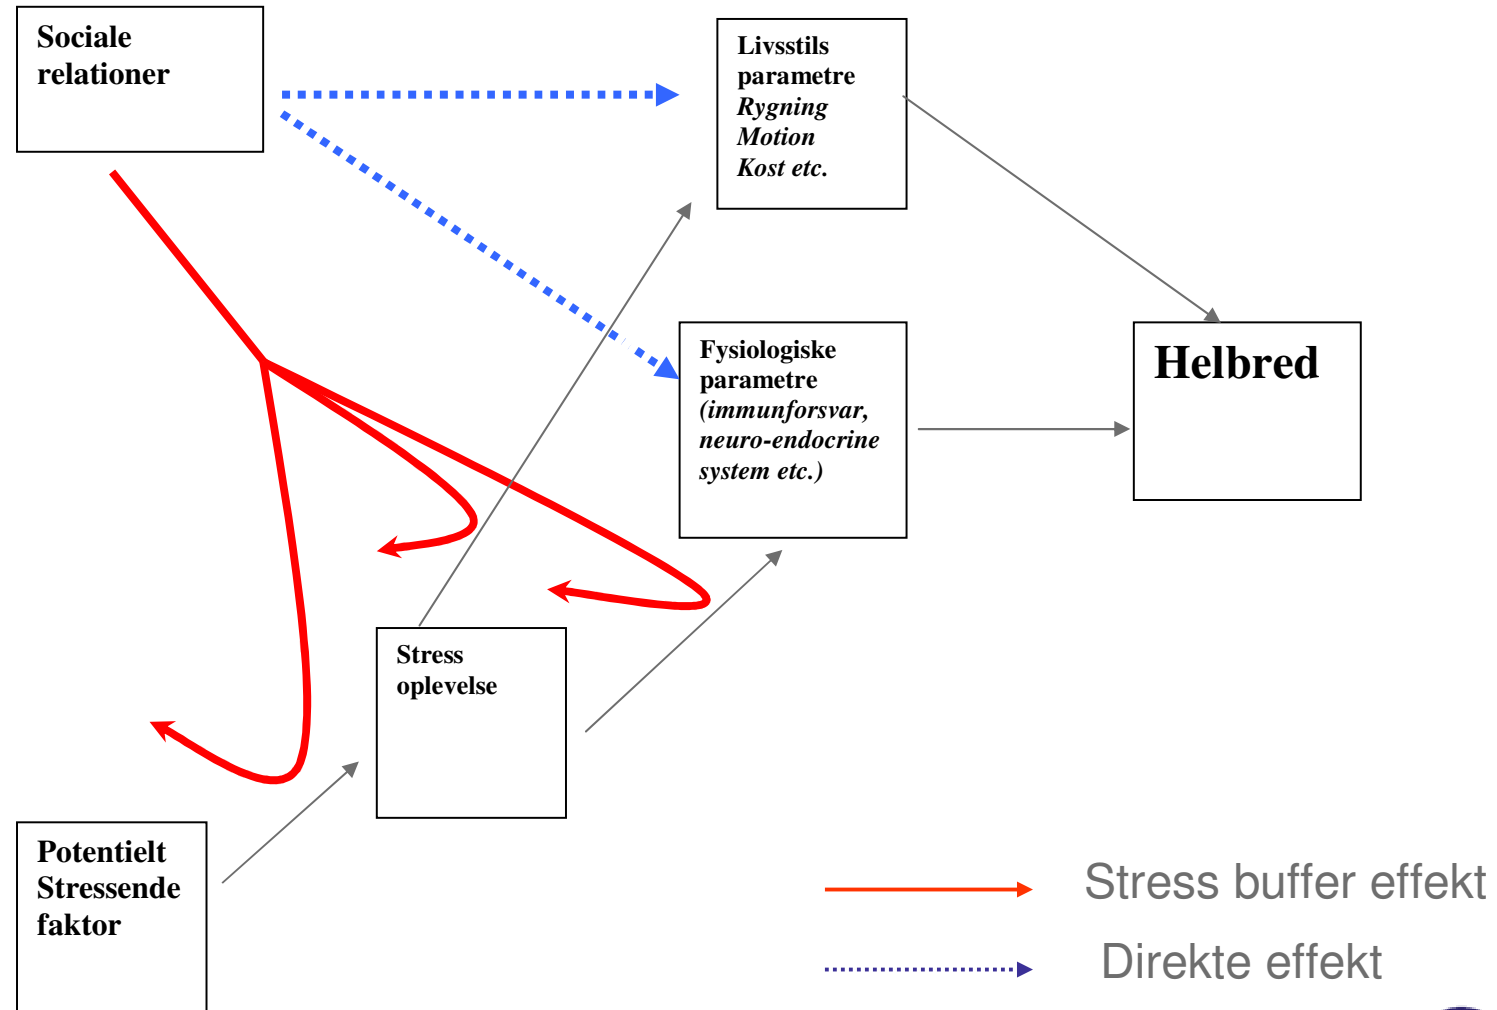 Sociale
relationer
Livsstils
parametre
Rygning
Motion
Kost etc.
Fysiologiske
parametre
(immunforsvar,
neuro-endocrine
system etc.)
Helbred
Stress
oplevelse
Potentielt
Stressende
faktor
Stress buffer effekt
Direkte effekt